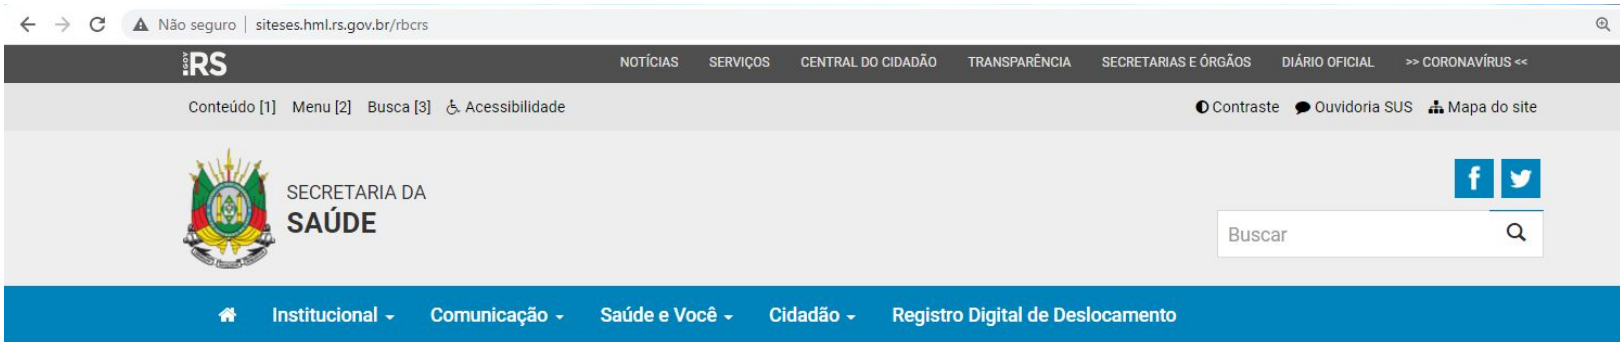 Não seguro | siteses.hml.rs.gov.br/rbcrs
GOV RS NOTÍCIAS SERVIÇOS CENTRAL DO CIDADÃO TRANSPARÊNCIA SECRETARIAS E ÓRGÃOS DIÁRIO OFICIAL >> CORONAVÍRUS <<
Conteúdo [1] Menu [2] Busca [3] Acessibilidade Contraste Ouvidoria SUS Mapa do site
SECRETARIA DA
SAÚDE
Buscar
Institucional Comunicação Saúde e Você Cidadão Registro Digital de Deslocamento